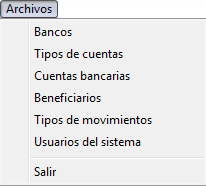 Archivos
Bancos
Tipos de cuentas
Cuentas bancarias
Beneficiarios
Tipos de movimientos
Usuarios del sistema
Salir